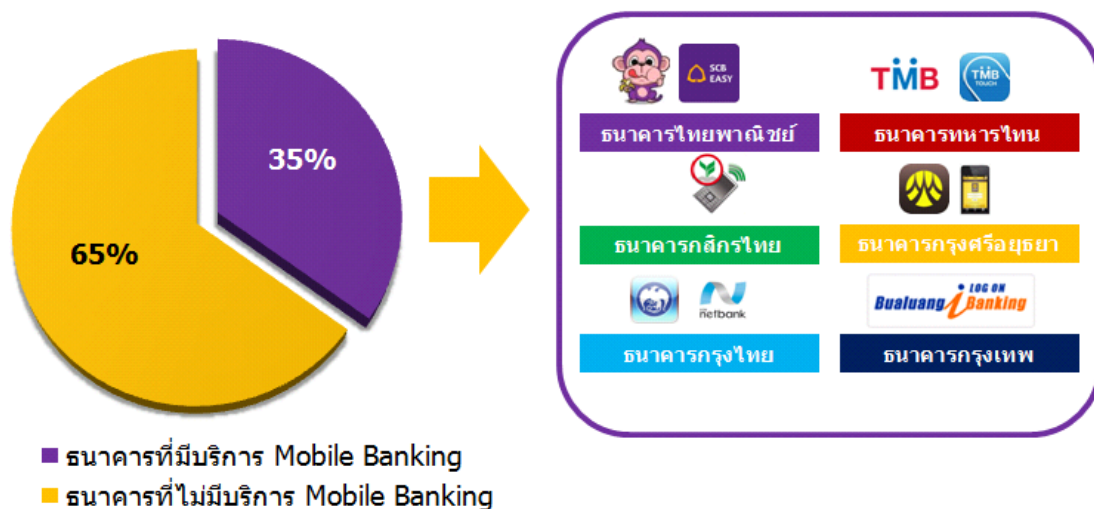 35%
65%
ธนาคารที่มีบริการ Mobile Banking
ธนาคารที่ไม่มีบริการ Mobile Banking
SCB
EASY
ธนาคารไทยพาณิชย์
TMB
TMB
TOUCH
ธนาคารทหารไทน
ธนาคารกสิกรไทย
ธนาคารกรุงศรีอยุธยา
netbank
ธนาคารกรุงไทย
LOG ON
Bualuang iBanking
ธนาคารกรุงเทพ